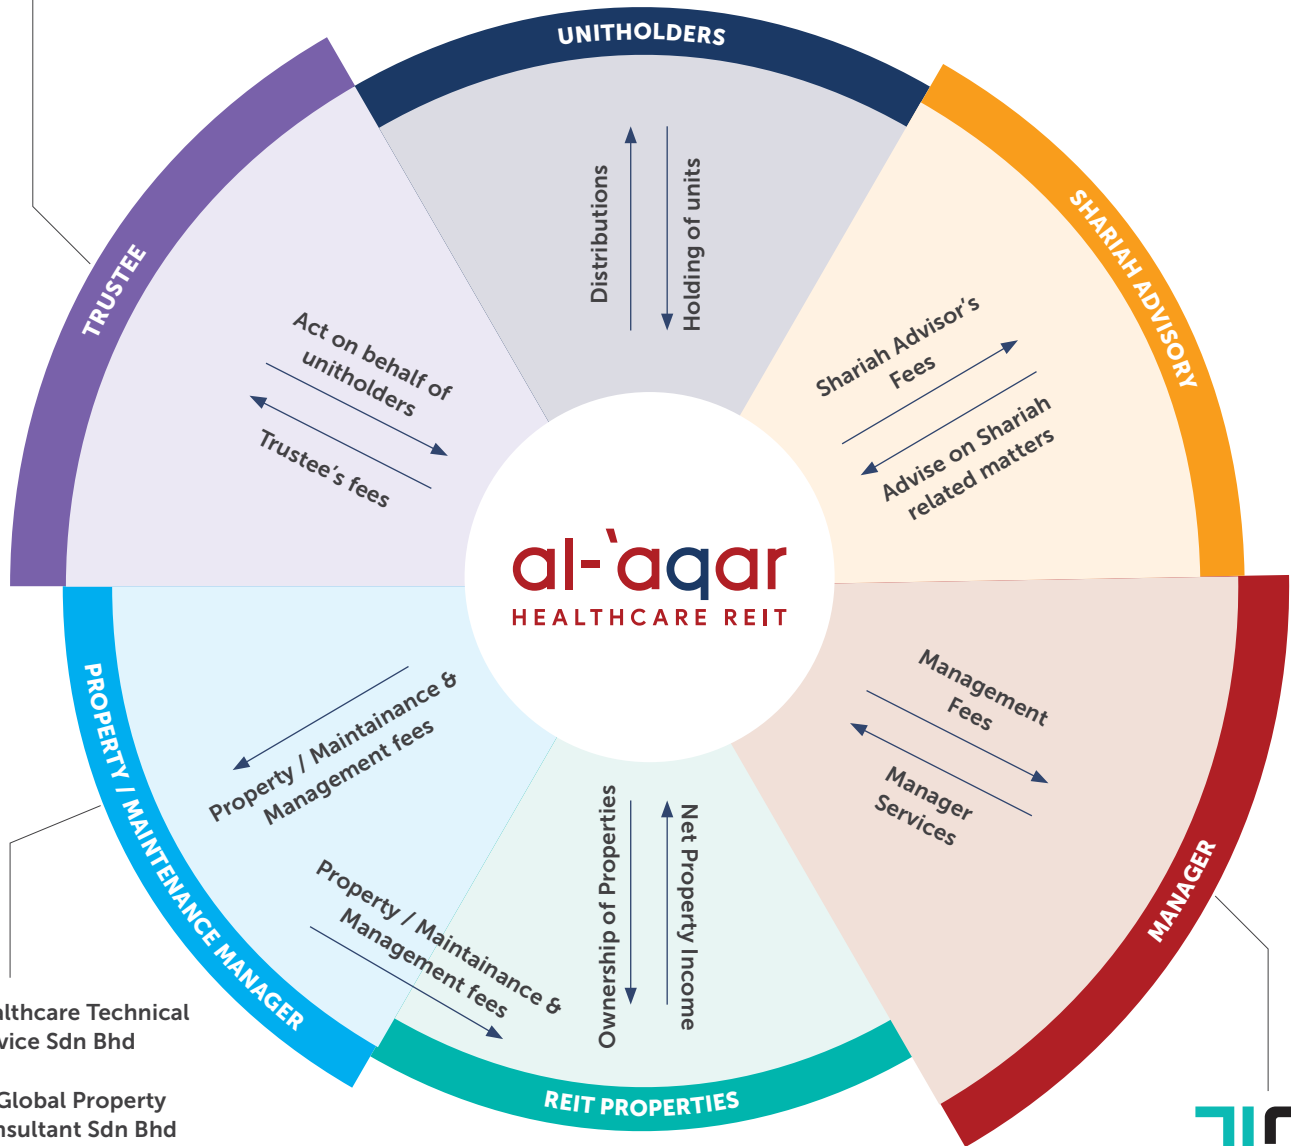 UNITHOLDERS
Distributions
Holding of units
SHARIAH ADVISORY
Shariah Advisor's
Fees
Advise on Shariah
related matters
TRUSTEE
Act on behalf of
unitholders
Trustee's fees
al-`aqar
HEALTHCARE REIT
Management
Fees
Manager
Services
MANAGER
PROPERTY / MAINTENANCE MANAGER
Property / Maintainance &
Management fees
Property / Maintainance &
Management fees
Ownership of Properties
Net Property Income
REIT PROPERTIES
Technical
Sdn Bhd
Global Property
Sdn Bhd